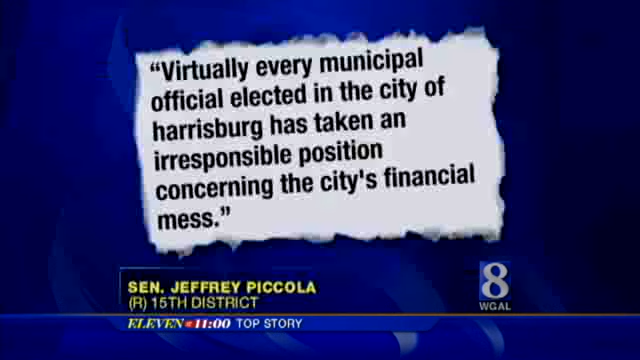 “Virtually every municipal
official elected in the city of
harrisburg has taken an
irresponsible position
concerning the city's financial
mess.”
SEN. JEFFREY PICCOLA
(R) 15TH DISTRICT
8
WGAL
ELEVEN @ 11:00 TOP STORY